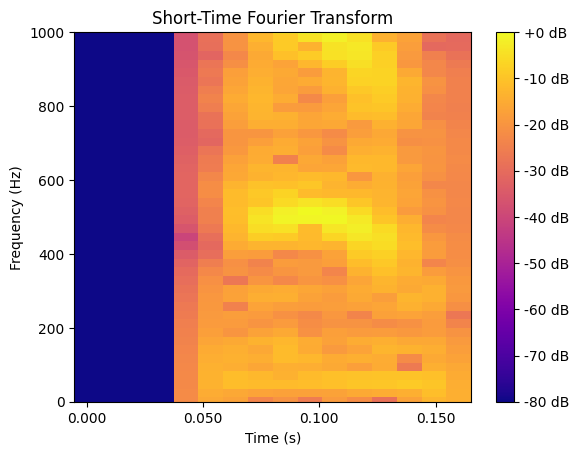 Short-Time Fourier Transform
1000
800
600
400
200
0
Frequency (Hz)
0.000
0.050
0.100
0.150
Time (s)
+0 dB
-10 dB
-20 dB
-30 dB
-40 dB
-50 dB
-60 dB
-70 dB
-80 dB